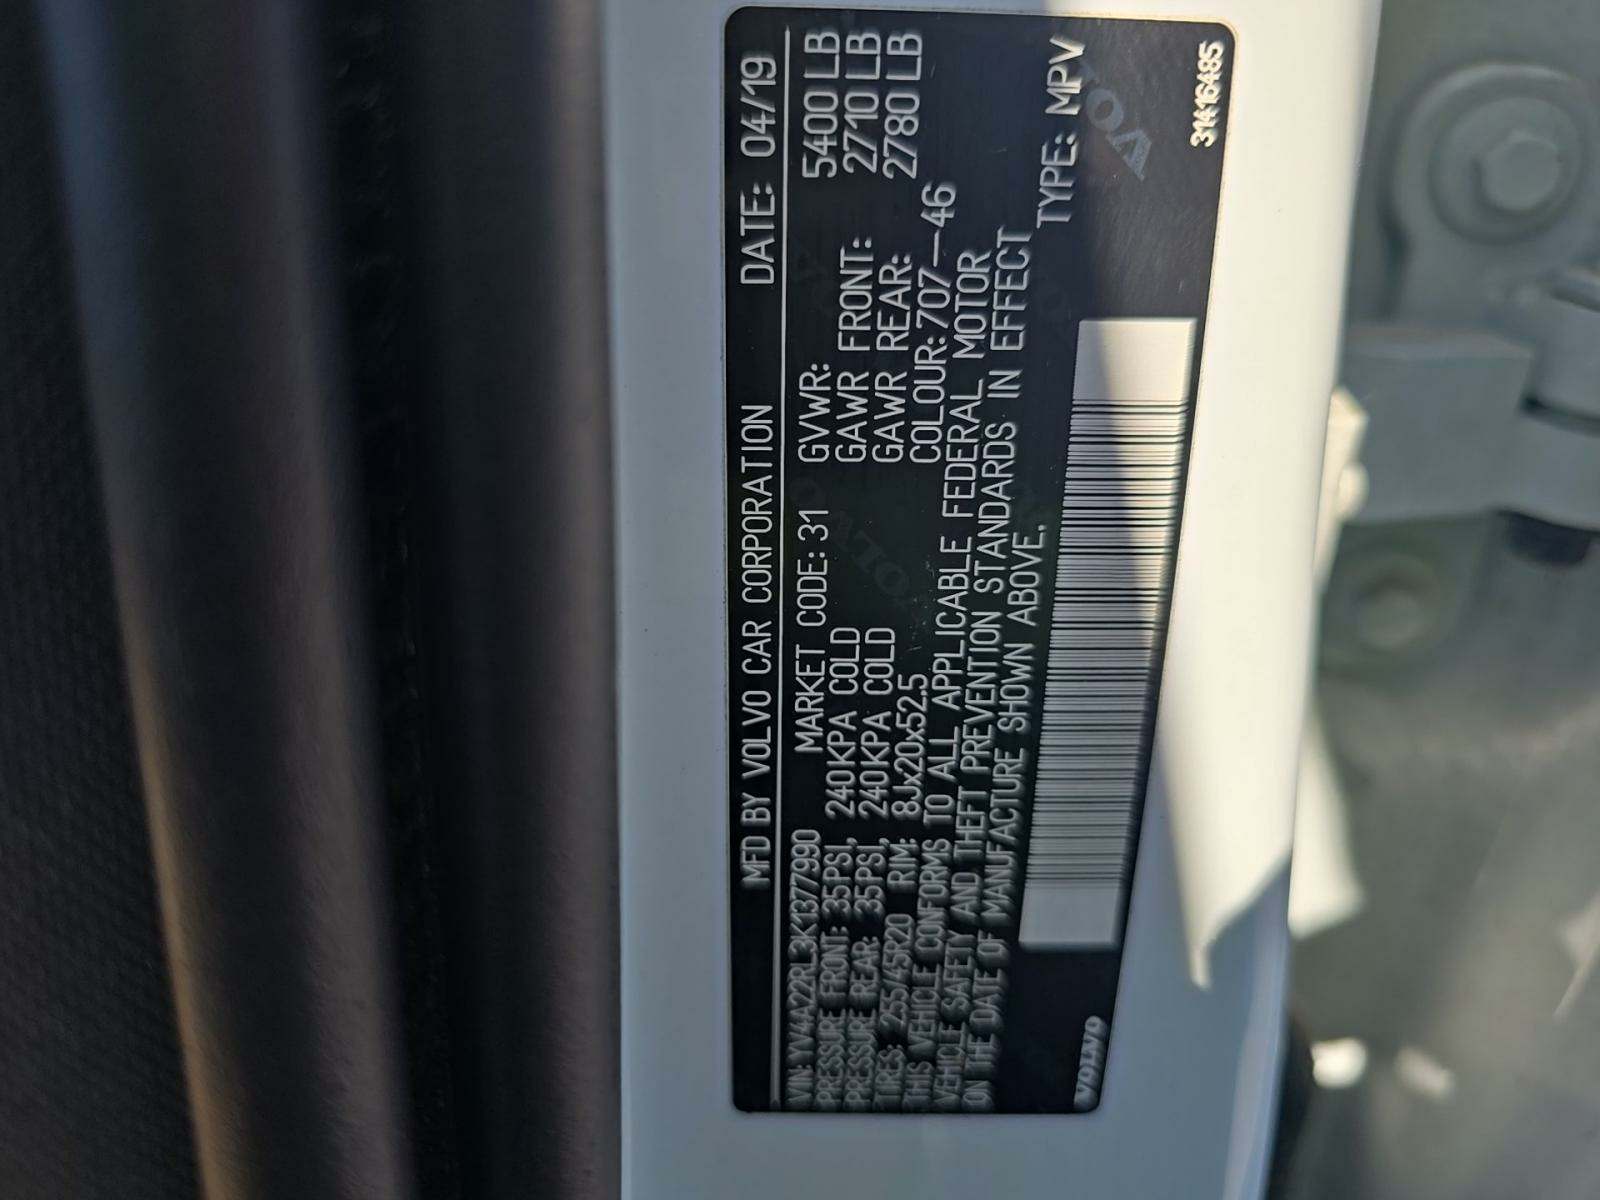 MFD BY VOLVO CAR CORPORATION DATE: 04/19
VIN: YV4A22RL3K1377990 MARKET CODE: 31 GVWR: 5400 LB
PRESSURE FRONT: 35PSI, 240KPA COLD GAWR FRONT: 2710 LB
PRESSURE REAR: 35PSI, 240KPA COLD GAWR REAR: 2780 LB
TIRES: 255/45R20 RIM: 8Jx20x52.5 COLOUR: 707–46
THIS VEHICLE CONFORMS TO ALL APPLICABLE FEDERAL MOTOR
VEHICLE SAFETY AND THEFT PREVENTION STANDARDS IN EFFECT
ON THE DATE OF MANUFACTURE SHOWN ABOVE. TYPE: MPV
VOLVO
31416485